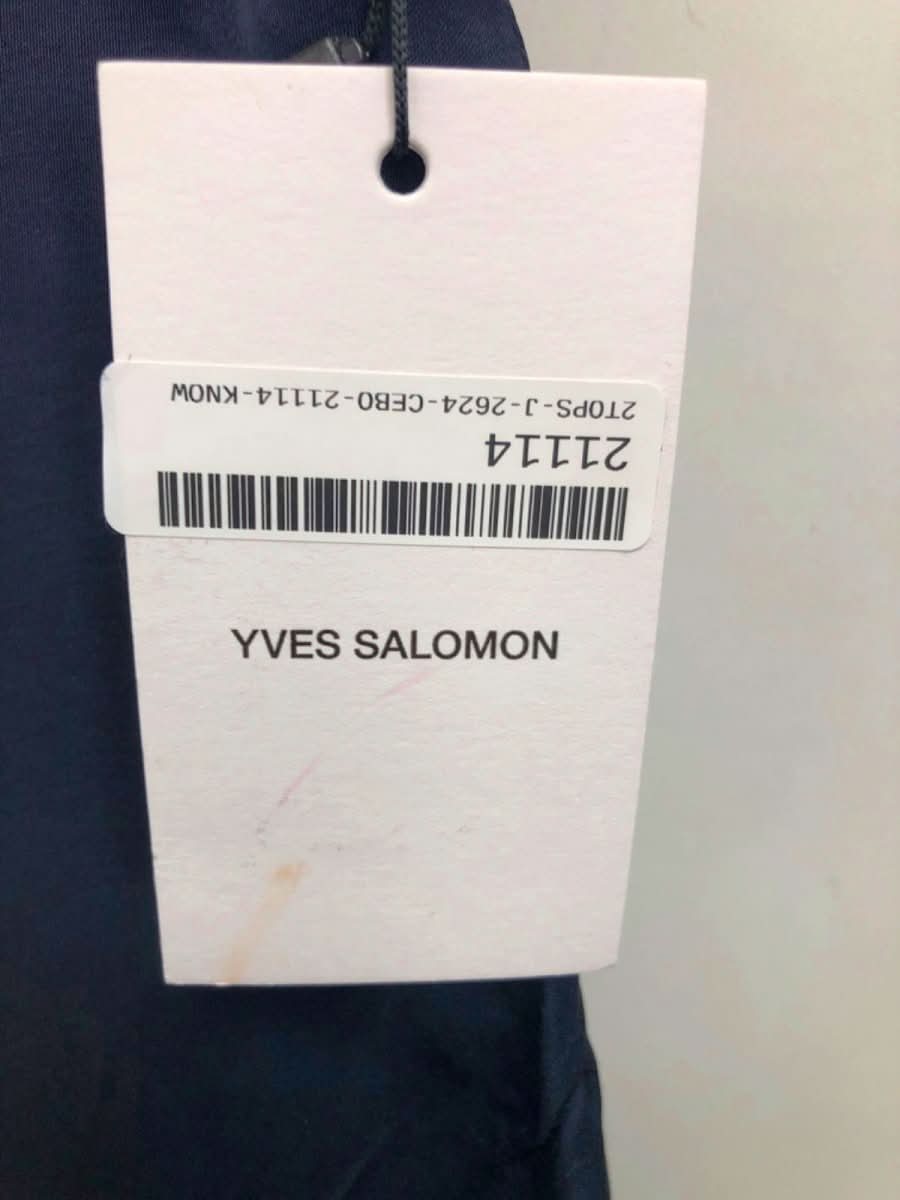 2TOPS-J-2624-CEBO-21114-KNOW
21114
YVES SALOMON